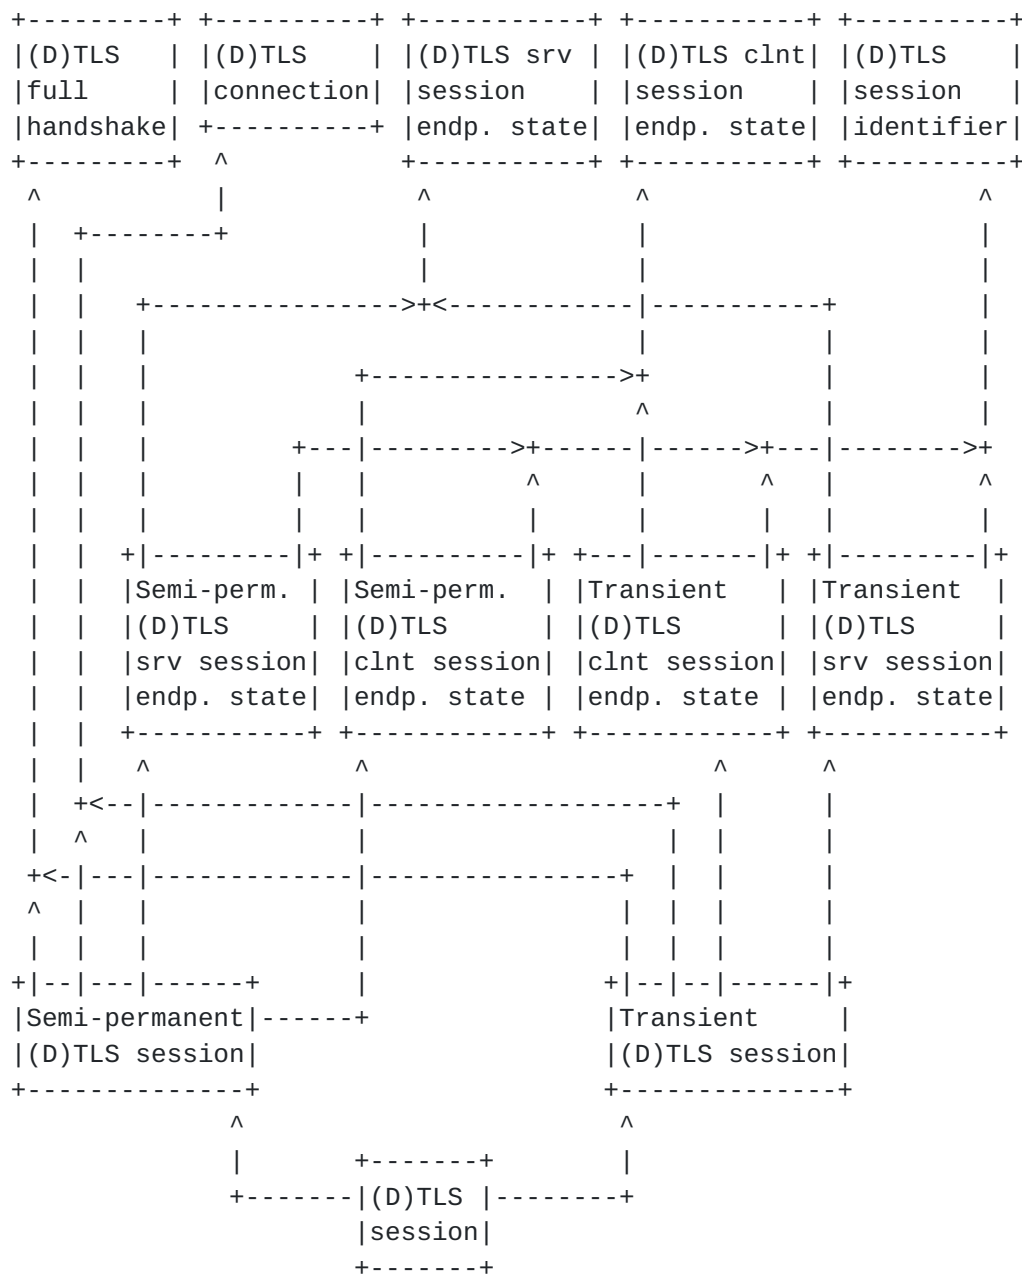 +---------+ +----------+ +-----------+ +-----------+ +----------+
|(D)TLS   | |(D)TLS    | |(D)TLS srv | |(D)TLS clnt| |(D)TLS    |
|full     | |connection| |session    | |session    | |session   |
|handshake| +----------+ |endp. state| |endp. state| |identifier|
+---------+  ^           +-----------+ +-----------+ +----------+
 ^           |            ^             ^                     ^
 |  +--------+            |             |                     |
 |  |                     |             |                     |
 |  |   +---------------->+<------------|-----------+         |
 |  |   |                               |           |         |
 |  |   |             +---------------->+           |         |
 |  |   |             |                 ^           |         |
 |  |   |         +---|--------->+------|------>+---|-------->+
 |  |   |         |   |          ^      |       ^   |         ^
 |  |   |         |   |          |      |       |   |         |
 |  |  +|---------|+ +|----------|+ +---|-------|+ +|---------|+
 |  |  |Semi-perm. | |Semi-perm.  | |Transient   | |Transient  |
 |  |  |(D)TLS     | |(D)TLS      | |(D)TLS      | |(D)TLS     |
 |  |  |srv session| |clnt session| |clnt session| |srv session|
 |  |  |endp. state| |endp. state | |endp. state | |endp. state|
 |  |  +-----------+ +------------+ +------------+ +-----------+
 |  |   ^             ^                      ^      ^
 |  +<--|-------------|-------------------+  |      |
 |  ^   |             |                   |  |      |
 +<-|---|-------------|----------------+  |  |      |
 ^  |   |             |                |  |  |      |
 |  |   |             |                |  |  |      |
+|--|---|------+      |               +|--|--|------|+
|Semi-permanent|------+               |Transient     |
|(D)TLS session|                      |(D)TLS session|
+--------------+                      +--------------+
              ^                        ^
              |       +-------+        |
              +-------|(D)TLS |--------+
                      |session|
                      +-------+